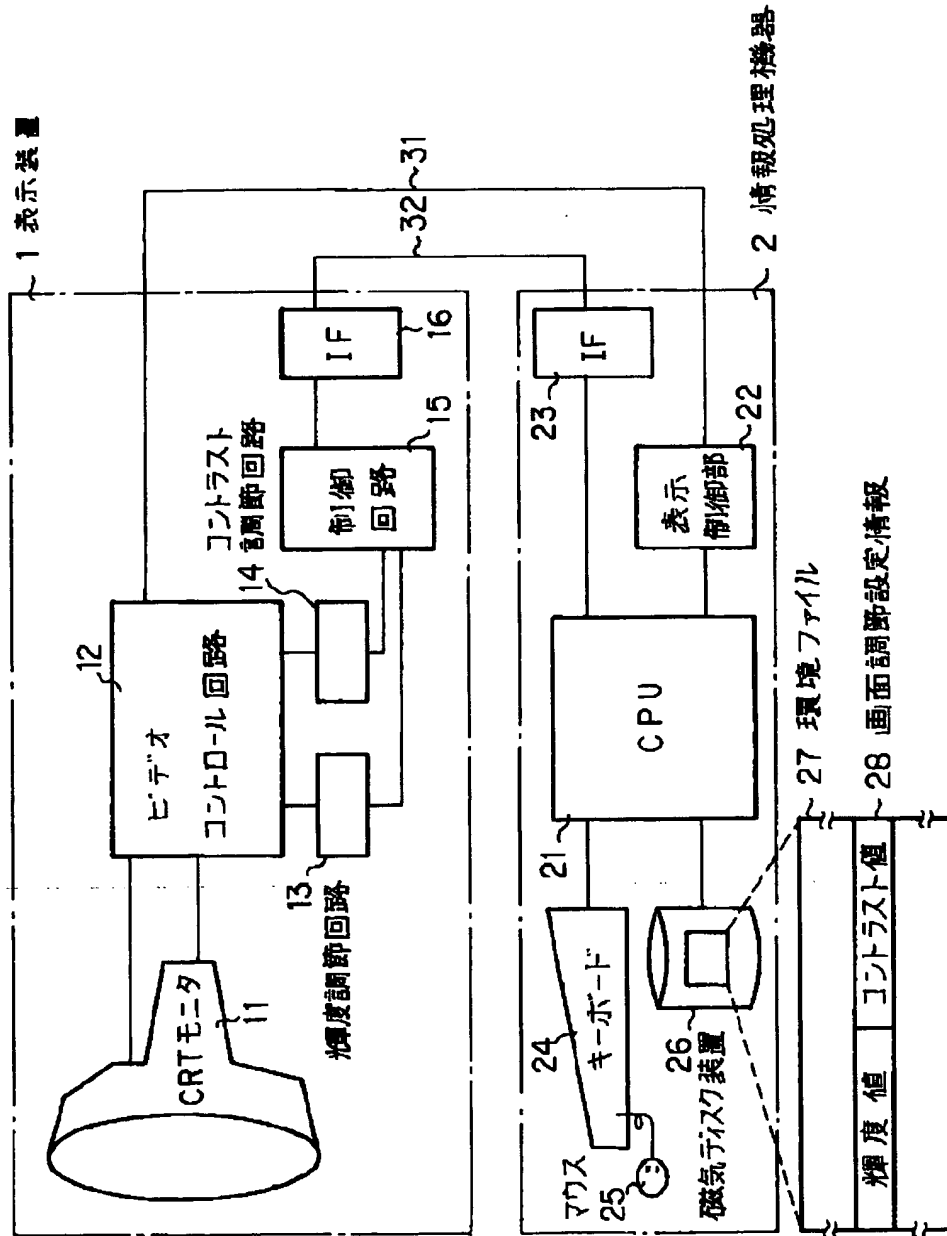 1 表示装置
CRTモニタ
11
12
ビデオ
コントロール回路
13
輝度調節回路
14
コントラスト
調節回路
制御
回路
15
IF
16
31
32
2 情報処理機器
マウス
25
24
キーボード
磁気ディスク装置
26
21
CPU
IF
23
表示
制御部
22
27 環境ファイル
28 画面調節設定情報
輝度値
コントラスト値